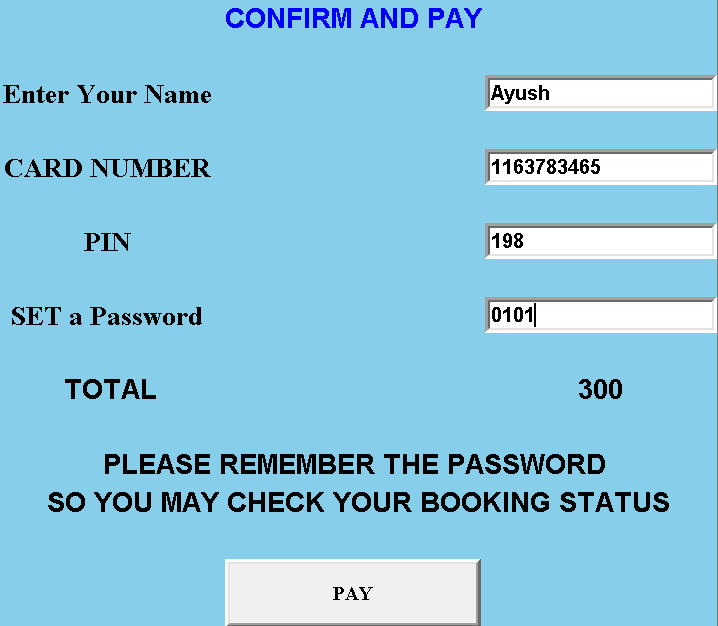 CONFIRM AND PAY
Enter Your Name Ayush
CARD NUMBER 1163783465
PIN 198
SET a Password 0101
TOTAL 300
PLEASE REMEMBER THE PASSWORD
SO YOU MAY CHECK YOUR BOOKING STATUS
PAY